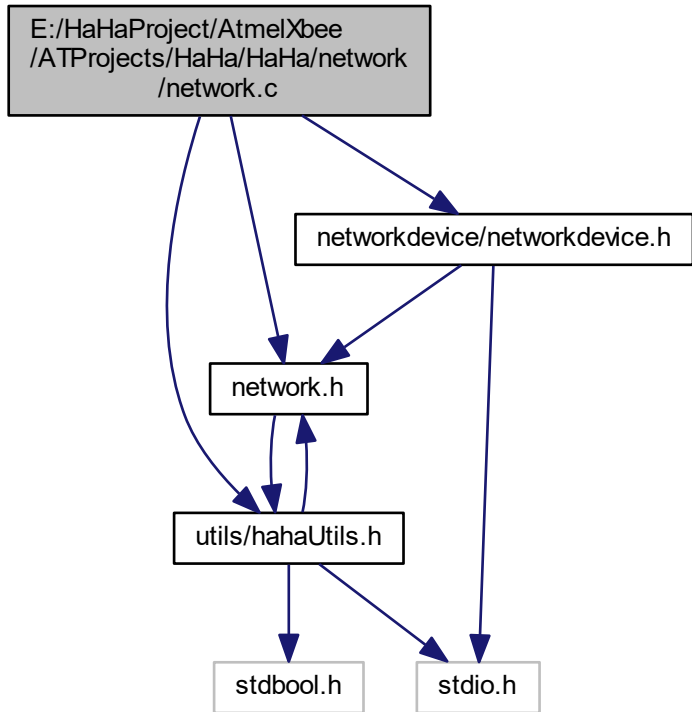 E:/HaHaProject/AtmelXbee
/ATProjects/HaHa/HaHa/network
/network.c
networkdevice/networkdevice.h
network.h
utils/hahaUtils.h
stdbool.h
stdio.h